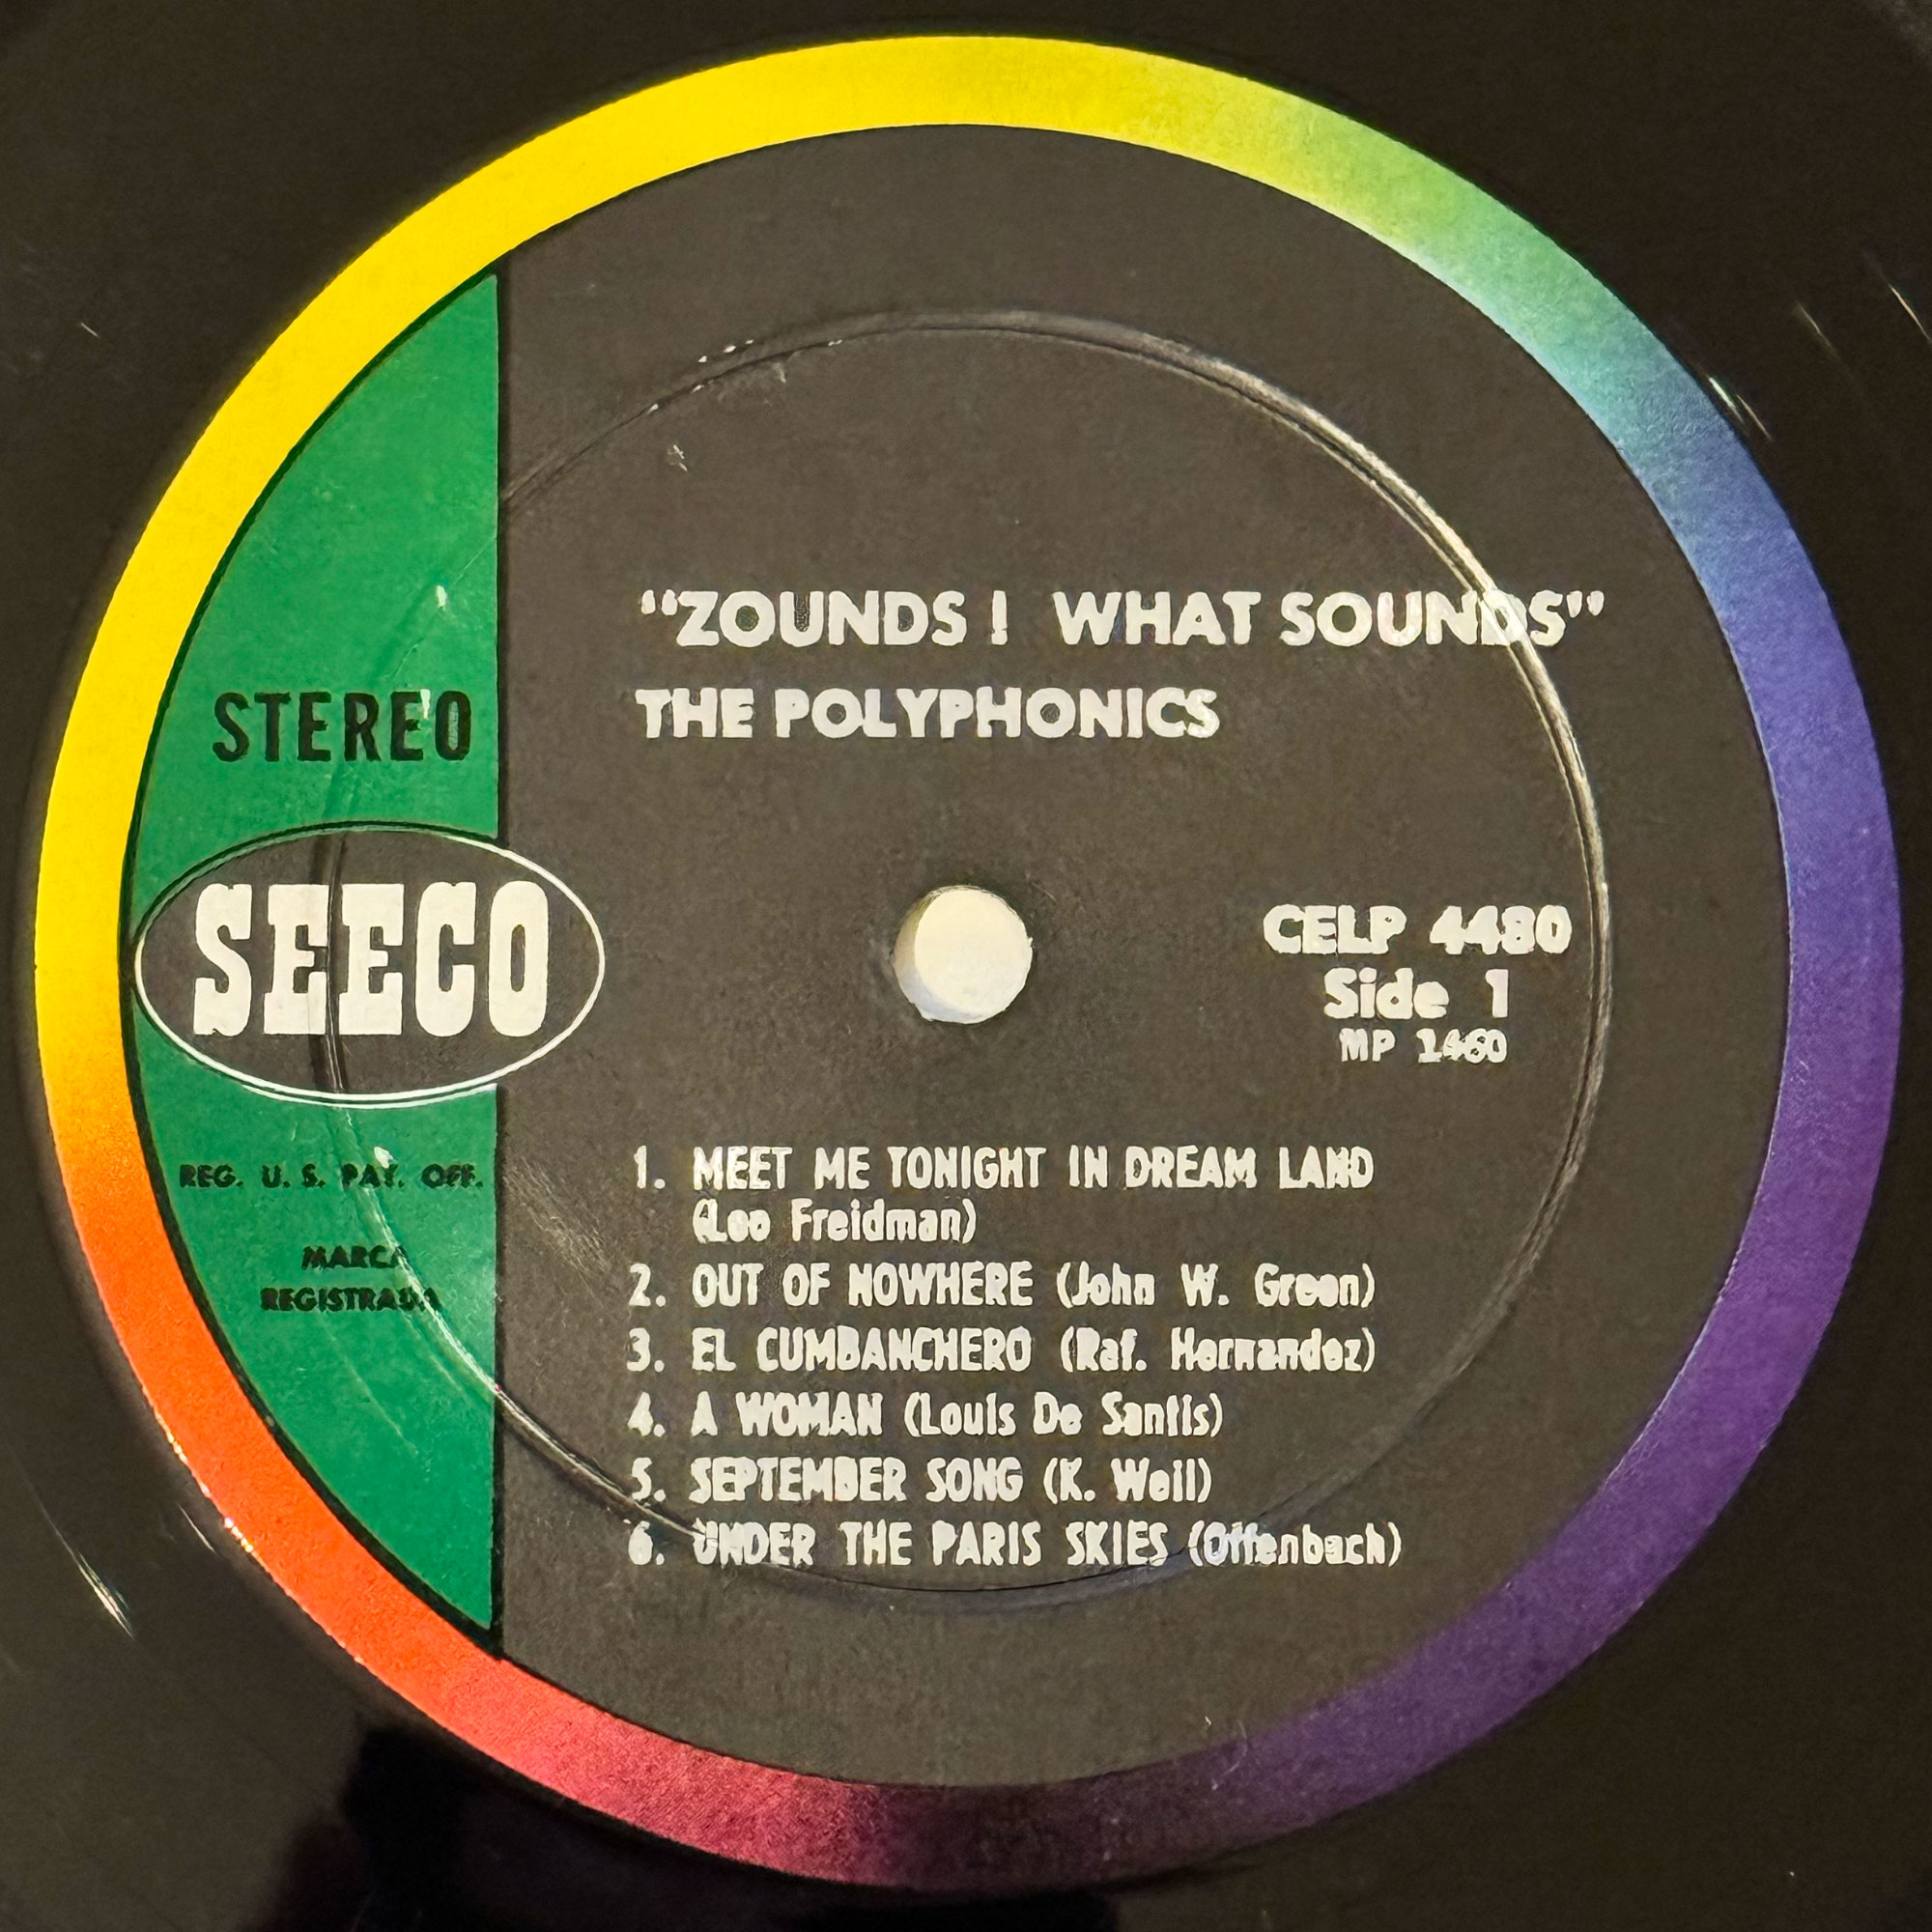 "ZOUNDS! WHAT SOUNDS"
THE POLYPHONICS
STEREO
SEECO
CELP 4480
Side 1
MP 1460
REG. U. S. PAT. OFF.
MARCA
REGISTRADA
1. MEET ME TONIGHT IN DREAM LAND
(Leo Freidman)
2. OUT OF NOWHERE (John W. Green)
3. EL CUMBANCHERO (Raf. Hernandez)
4. A WOMAN (Louis De Santis)
5. SEPTEMBER SONG (K. Weil)
6. UNDER THE PARIS SKIES (Offenbach)